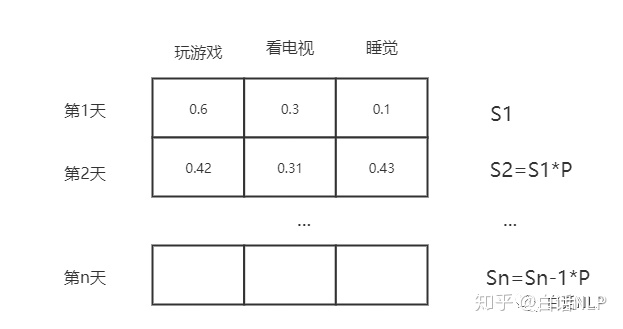 玩游戏 看电视 睡觉
第1天 0.6 0.3 0.1 S1
第2天 0.42 0.31 0.43 S2=S1*P
... ...
第n天 Sn=Sn-1*P
知乎 @白话NLP